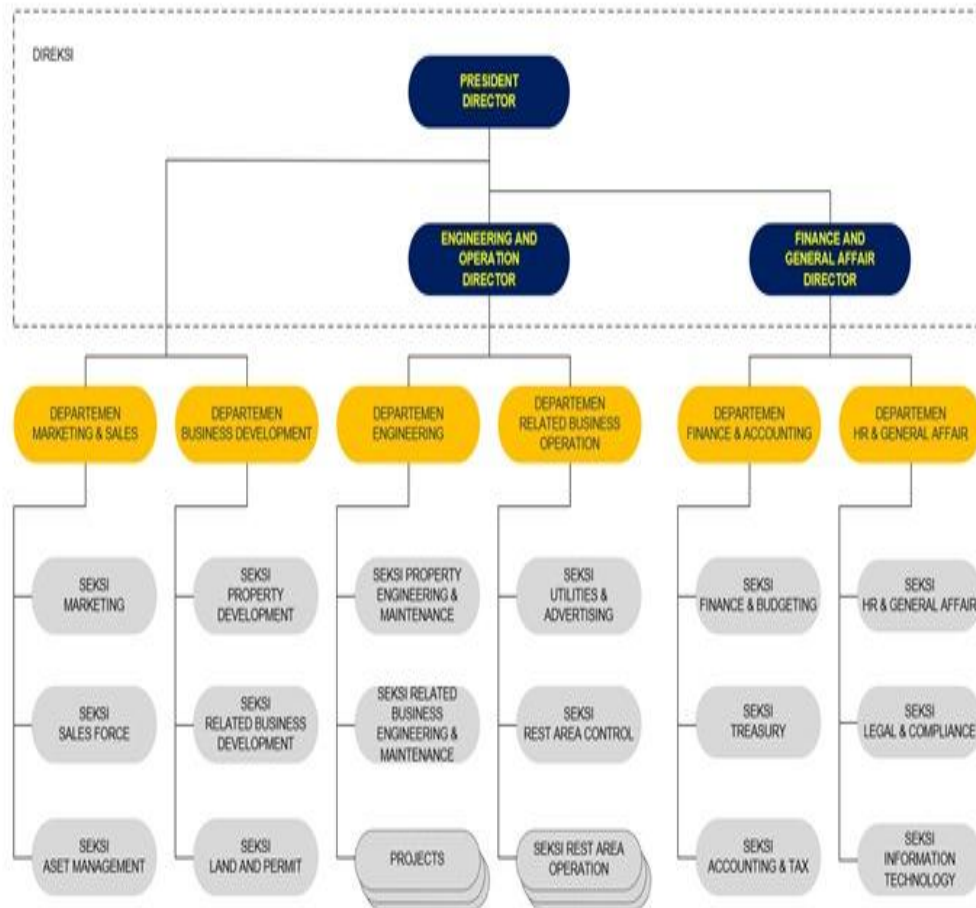 DIREKSI
PRESIDENT
DIRECTOR
ENGINEERING AND
OPERATION
DIRECTOR
FINANCE AND
GENERAL AFFAIR
DIRECTOR
DEPARTEMEN
MARKETING & SALES
DEPARTEMEN
BUSINESS DEVELOPMENT
DEPARTEMEN
ENGINEERING
DEPARTEMEN
RELATED BUSINESS
OPERATION
DEPARTEMEN
FINANCE & ACCOUNTING
DEPARTEMEN
HR & GENERAL AFFAIR
SEKSI
MARKETING
SEKSI
PROPERTY
DEVELOPMENT
SEKSI PROPERTY
ENGINEERING &
MAINTENANCE
SEKSI
UTILITIES &
ADVERTISING
SEKSI
FINANCE & BUDGETING
SEKSI
HR & GENERAL AFFAIR
SEKSI
SALES FORCE
SEKSI
RELATED BUSINESS
DEVELOPMENT
SEKSI RELATED
BUSINESS
ENGINEERING &
MAINTENANCE
SEKSI
REST AREA CONTROL
SEKSI
TREASURY
SEKSI
LEGAL & COMPLIANCE
SEKSI
ASET MANAGEMENT
SEKSI
LAND AND PERMIT
PROJECTS
SEKSI REST AREA
OPERATION
SEKSI
ACCOUNTING & TAX
SEKSI
INFORMATION
TECHNOLOGY